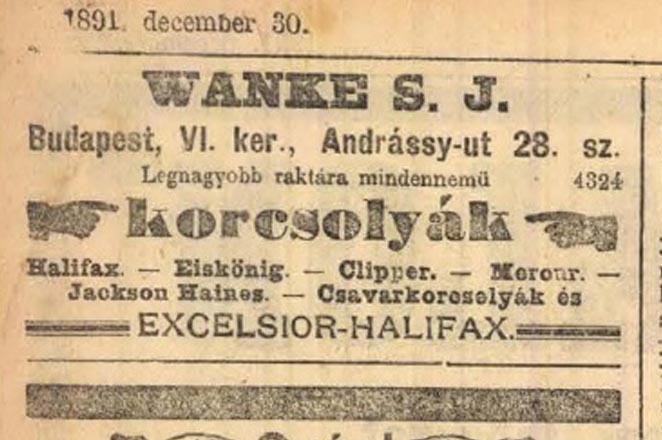 1891. december 30.
WANKE S. J.
Budapest, VI. ker., Andrássy-ut 28. sz.
Legnagyobb raktára mindennemü 4324
korcsolyák
Halifax. — Eiskönig. — Clipper. — Mercur. —
Jackson Haines. — Csavarkorcsolyák és
EXCELSIOR-HALIFAX.